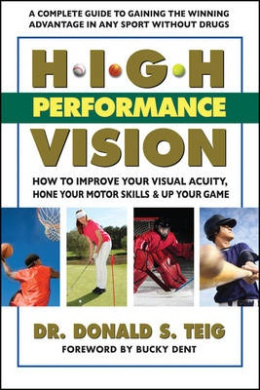 A COMPLETE GUIDE TO GAINING THE WINNING
ADVANTAGE IN ANY SPORT WITHOUT DRUGS
H•I•G•H
PERFORMANCE
VISION
HOW TO IMPROVE YOUR VISUAL ACUITY,
HONE YOUR MOTOR SKILLS & UP YOUR GAME
DR. DONALD S. TEIG
FOREWORD BY BUCKY DENT